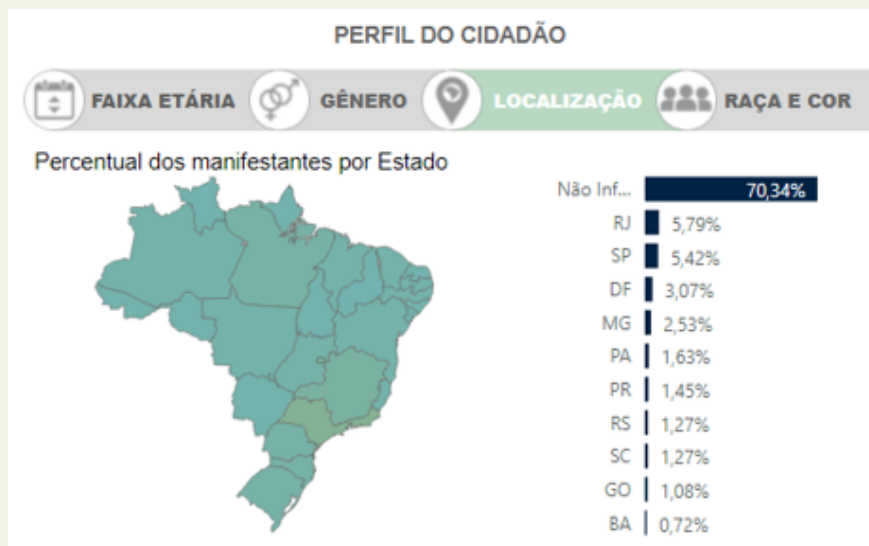 PERFIL DO CIDADÃO
FAIXA ETÁRIA GÊNERO LOCALIZAÇÃO RAÇA E COR
Percentual dos manifestantes por Estado
Não Inf... 70,34%
RJ 5,79%
SP 5,42%
DF 3,07%
MG 2,53%
PA 1,63%
PR 1,45%
RS 1,27%
SC 1,27%
GO 1,08%
BA 0,72%